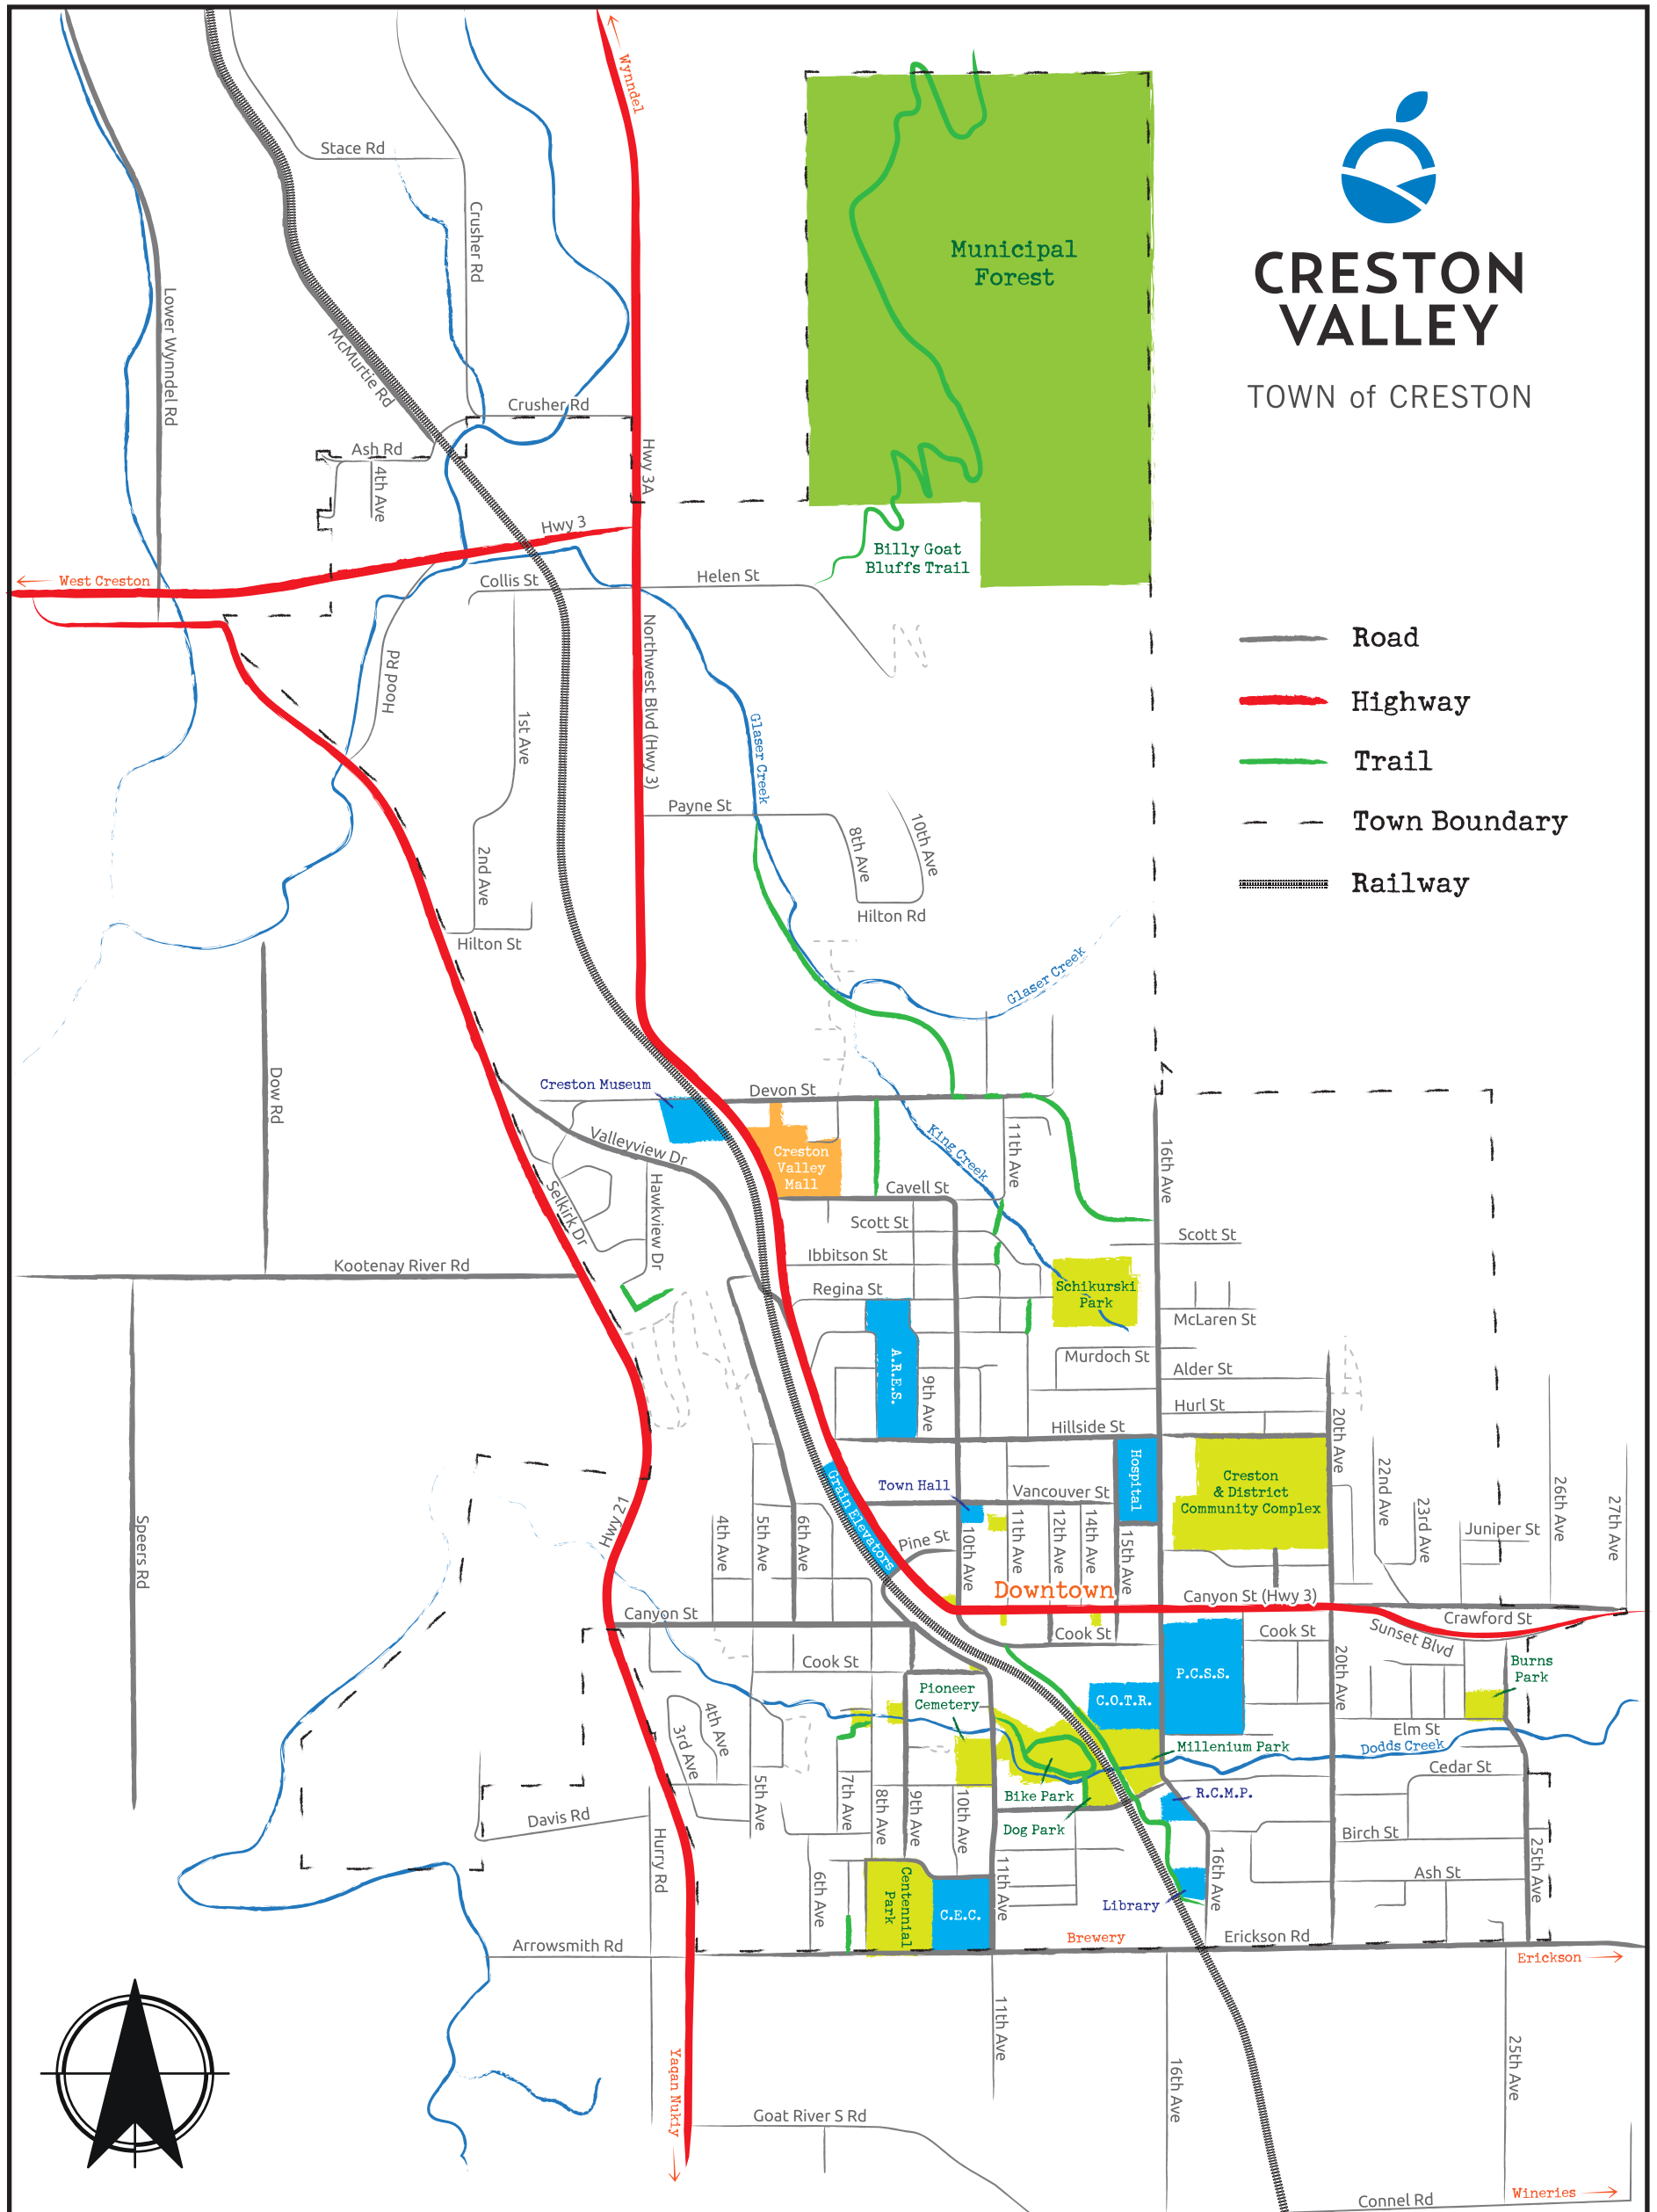 Wynndel
CRESTON
VALLEY
TOWN of CRESTON
Stace Rd
Crusher Rd
Municipal
Forest
Lower Wynndel Rd
McMurtie Rd
Crusher Rd
Ash Rd
4th Ave
Hwy 3A
Hwy 3
Billy Goat
Bluffs Trail
West Creston
Collis St
Helen St
Road
Highway
Trail
Town Boundary
Railway
Hood Rd
Northwest Blvd (Hwy 3)
1st Ave
Glaser Creek
Payne St
8th Ave
10th Ave
2nd Ave
Hilton Rd
Hilton St
Glaser Creek
Dow Rd
Creston Museum
Devon St
Valleyview Dr
King Creek
11th Ave
16th Ave
Creston
Valley
Mall
Selkirk Dr
Hawkview Dr
Cavell St
Scott St
Scott St
Ibbitson St
Kootenay River Rd
Regina St
Schikurski
Park
McLaren St
Murdoch St
Alder St
A.R.E.S.
9th Ave
Hurl St
Hillside St
20th Ave
Hospital
Creston
& District
Community Complex
Town Hall
Vancouver St
Grain Elevators
22nd Ave
23rd Ave
26th Ave
27th Ave
Juniper St
Speers Rd
Hwy 21
4th Ave
5th Ave
6th Ave
Pine St
10th Ave
11th Ave
12th Ave
14th Ave
15th Ave
Downtown
Canyon St (Hwy 3)
Canyon St
Crawford St
Cook St
Cook St
Sunset Blvd
Cook St
20th Ave
Burns
Park
P.C.S.S.
C.O.T.R.
Pioneer
Cemetery
4th Ave
3rd Ave
Elm St
Millenium Park
Dodds Creek
Cedar St
5th Ave
7th Ave
8th Ave
9th Ave
10th Ave
Bike Park
R.C.M.P.
Davis Rd
Dog Park
Birch St
Hurry Rd
6th Ave
Centennial
Park
C.E.C.
11th Ave
16th Ave
25th Ave
Ash St
Library
Arrowsmith Rd
Brewery
Erickson Rd
Erickson
11th Ave
16th Ave
25th Ave
Yaqan Nukiy
Goat River S Rd
Wineries
Connel Rd